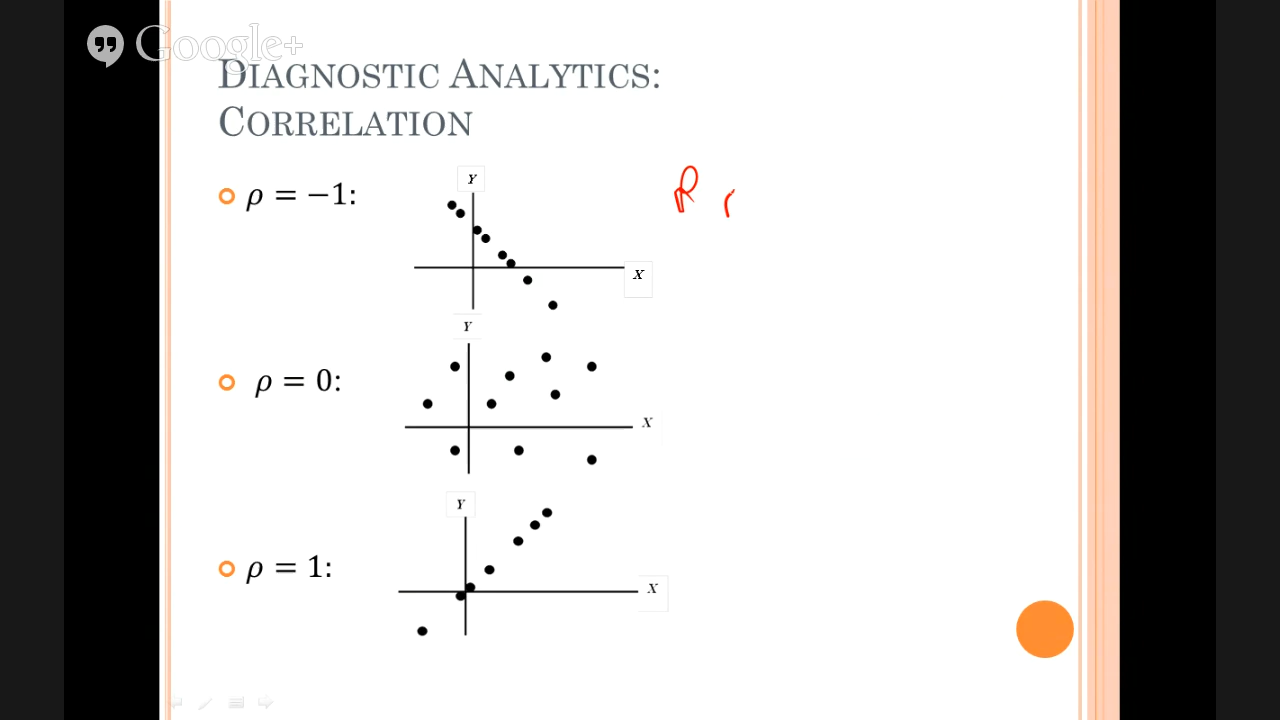 Google+
DIAGNOSTIC ANALYTICS:
CORRELATION
ρ = −1:
Y
X
R
Y
ρ = 0:
X
Y
ρ = 1:
X